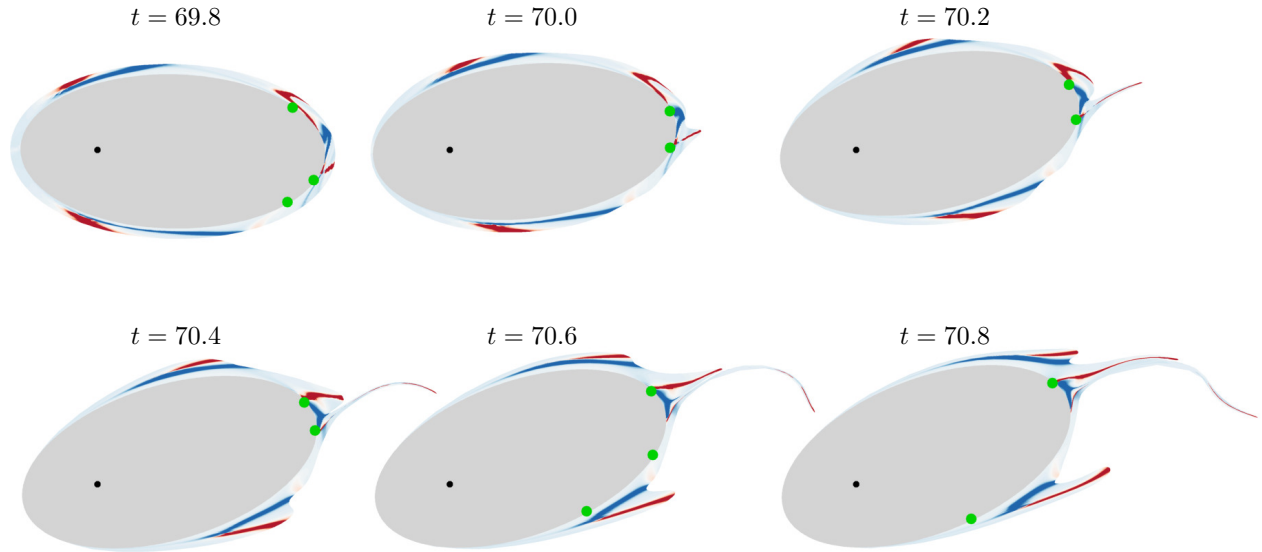 t = 69.8
t = 70.0
t = 70.2
t = 70.4
t = 70.6
t = 70.8